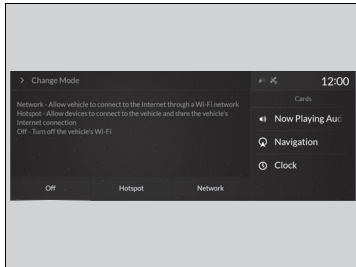 Change Mode
12:00
Network - Allow vehicle to connect to the Internet through a Wi-Fi network
Hotspot - Allow devices to connect to the vehicle and share the vehicle's
Internet connection
Off - Turn off the vehicle's Wi-Fi
Cards
Now Playing Aud
Navigation
Clock
Off
Hotspot
Network